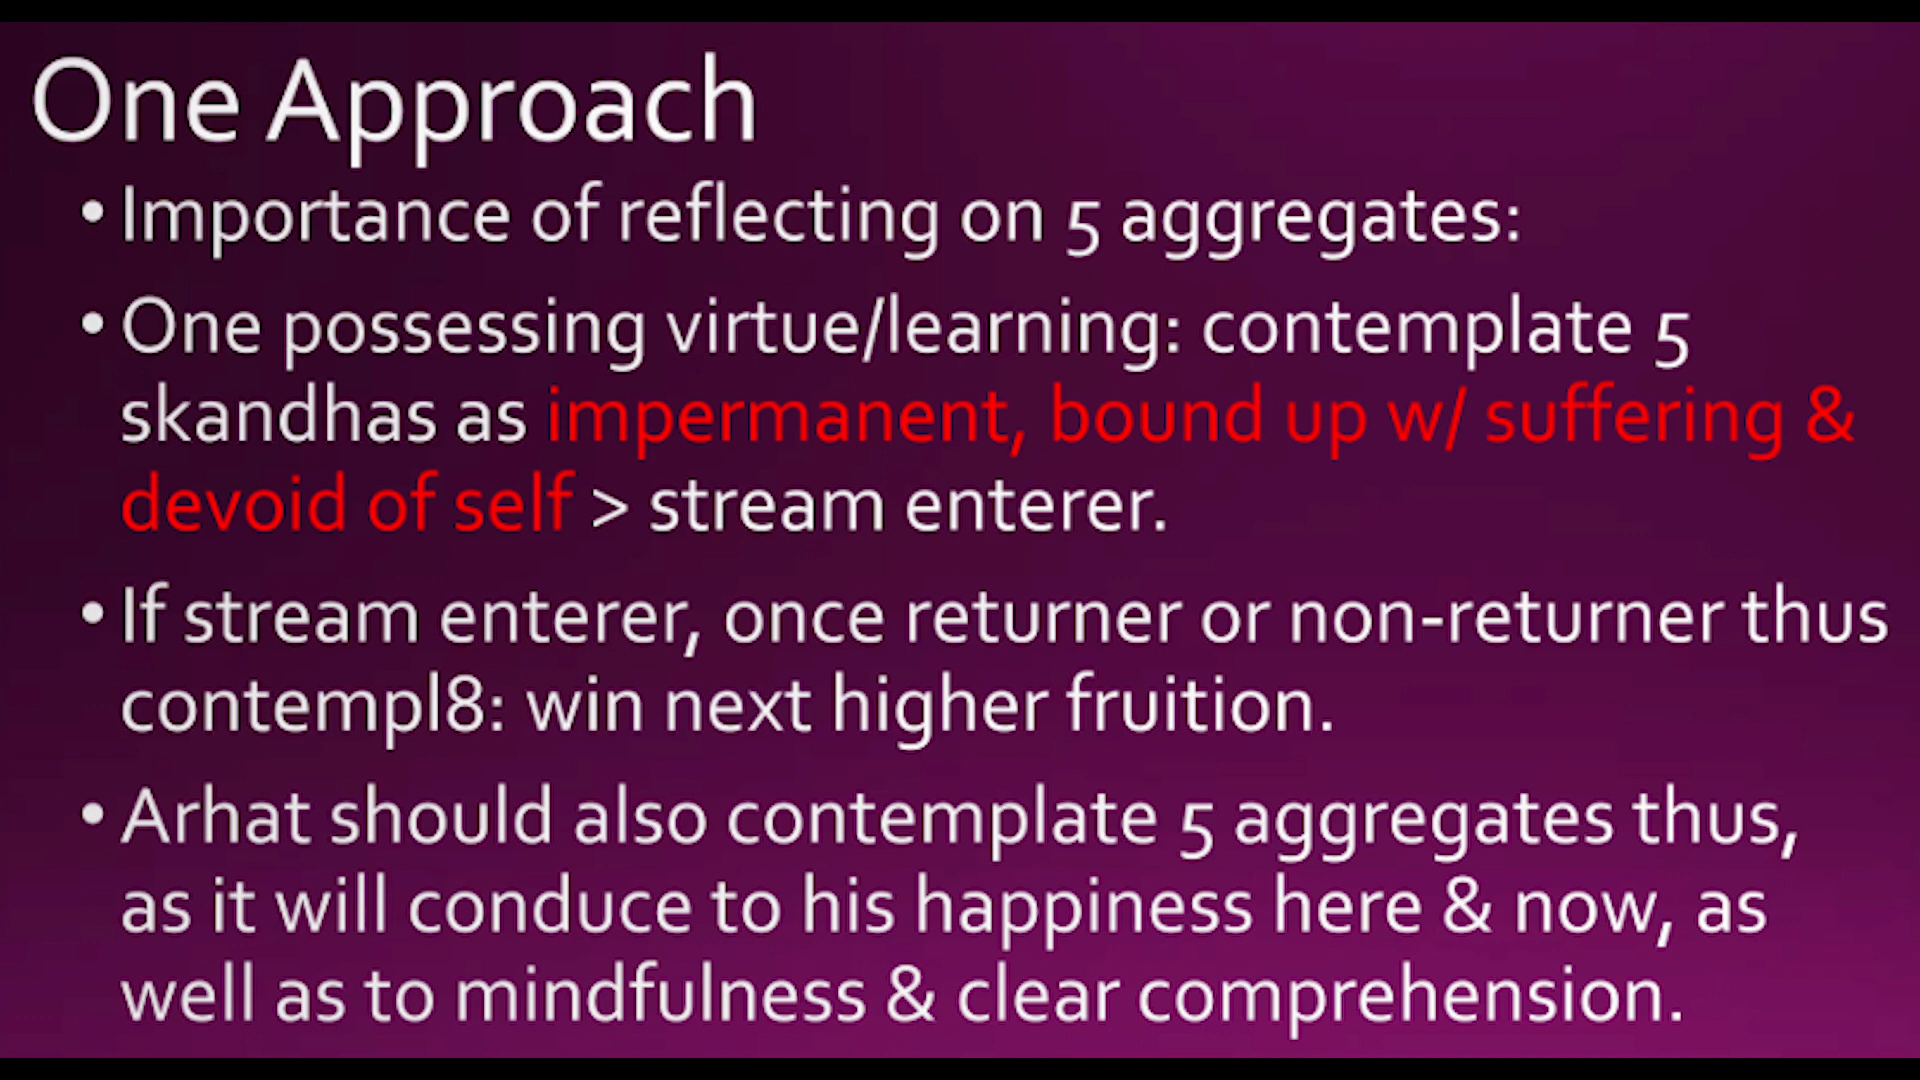 One Approach
• Importance of reflecting on 5 aggregates:
• One possessing virtue/learning: contemplate 5
skandhas as impermanent, bound up w/ suffering &
devoid of self > stream enterer.
• If stream enterer, once returner or non-returner thus
contempl8: win next higher fruition.
• Arhat should also contemplate 5 aggregates thus,
as it will conduce to his happiness here & now, as
well as to mindfulness & clear comprehension.